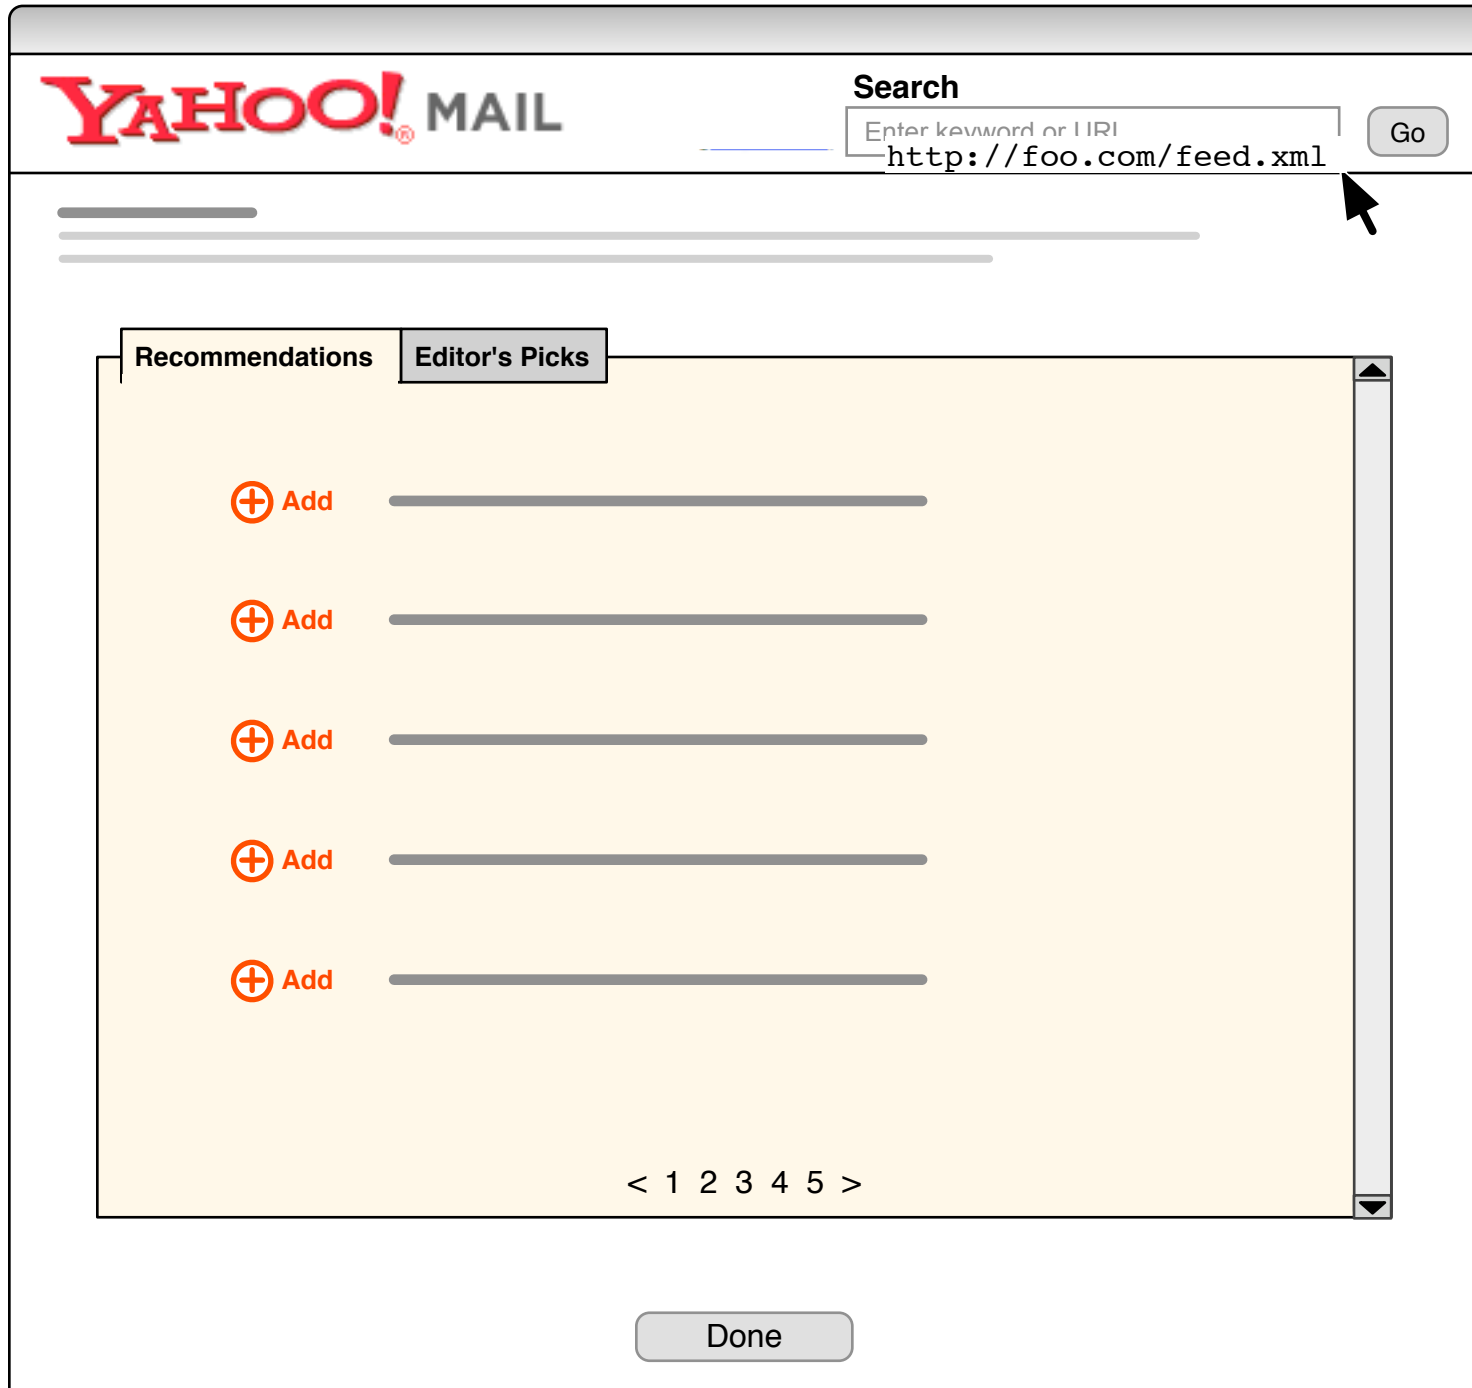 YAHOO!® MAIL
Search
Enter keyword or URL
http://foo.com/feed.xml
Go
Recommendations
Editor's Picks
Add
Add
Add
Add
Add
< 1 2 3 4 5 >
Done